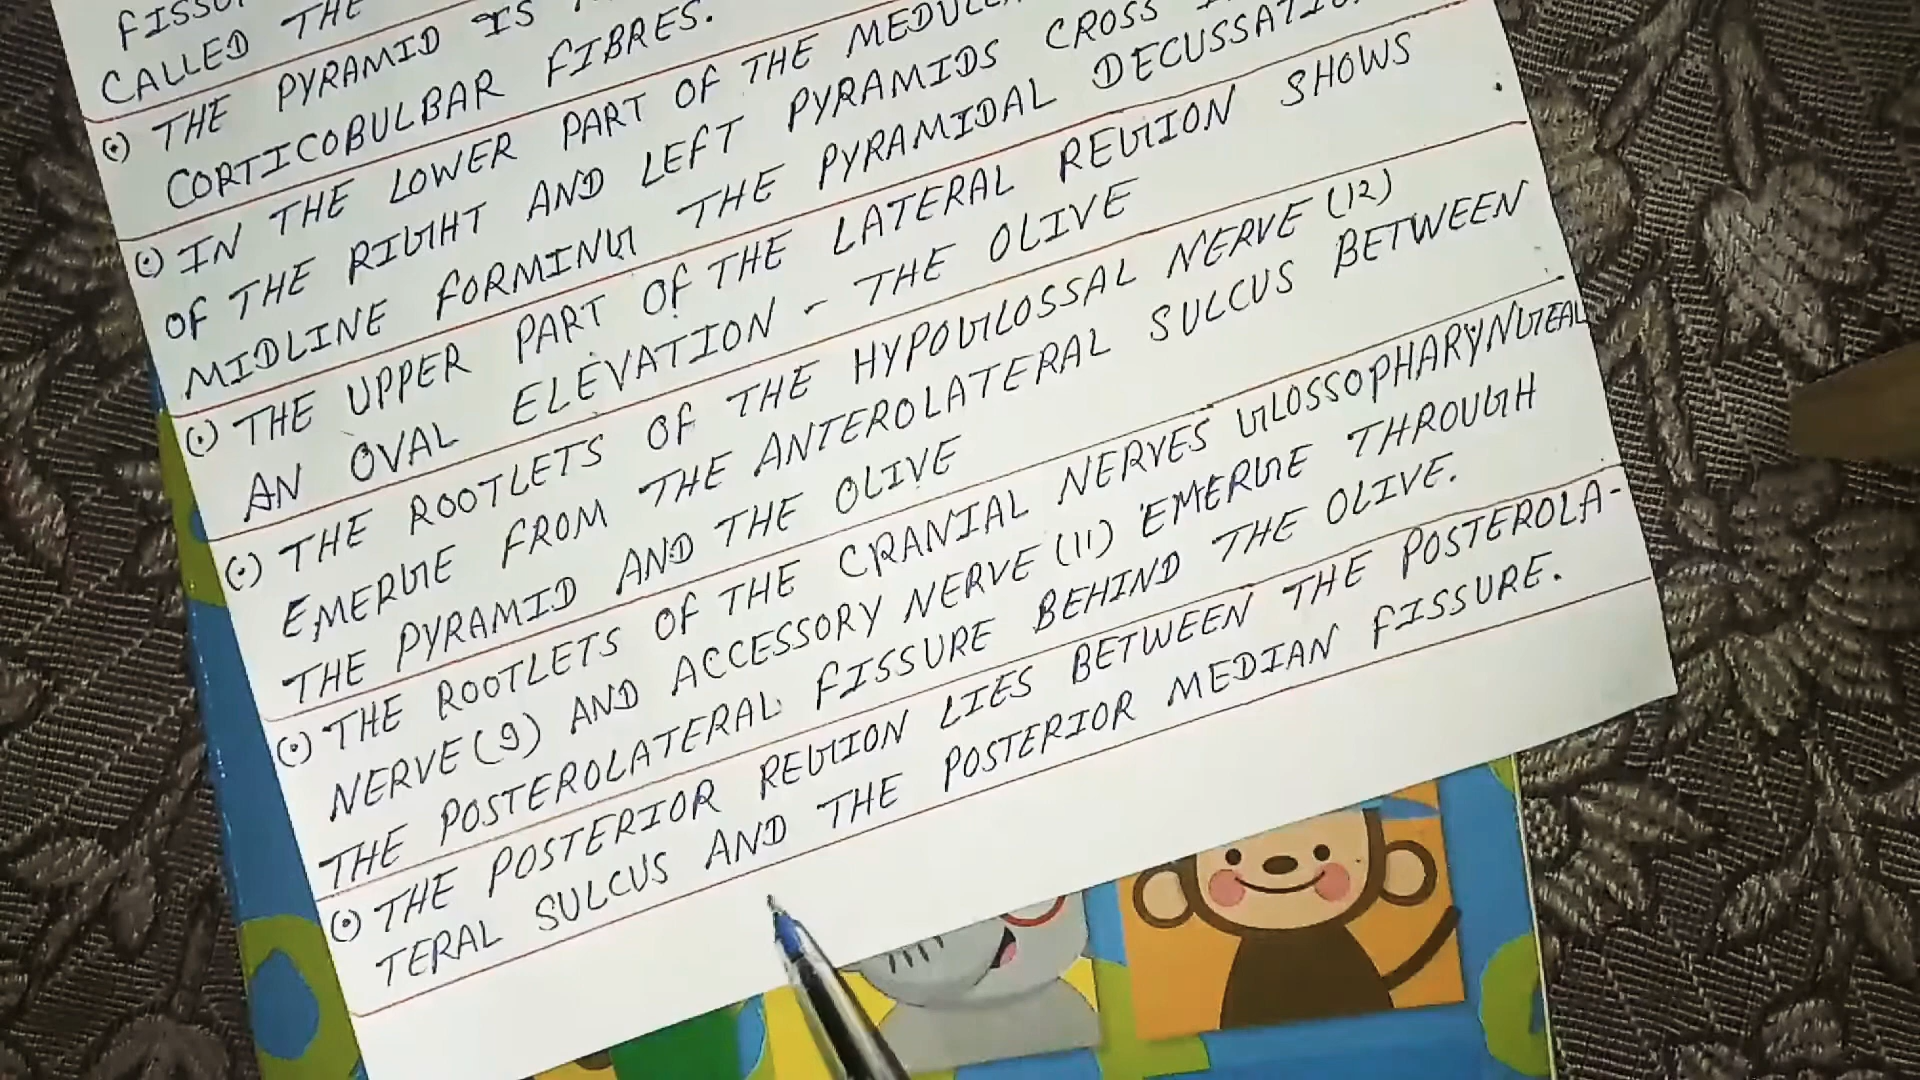 CALLED THE
THE PYRAMID IS
CORTICOBULBAR FIBRES.
IN THE LOWER PART OF THE
OF THE RIGHT AND LEFT PYRAMIDS CROSS
MIDLINE FORMING THE PYRAMIDAL
THE UPPER PART OF THE LATERAL REGION SHOWS
AN OVAL ELEVATION - THE OLIVE
THE ROOTLETS OF THE HYPOGLOSSAL NERVE (12)
EMERGE FROM THE ANTEROLATERAL SULCUS BETWEEN
THE PYRAMID AND THE OLIVE
THE ROOTLETS OF THE CRANIAL NERVES GLOSSOPHARYNGEAL
NERVE (9) AND ACCESSORY NERVE (11) EMERGE THROUGH
THE POSTEROLATERAL FISSURE BEHIND THE OLIVE.
THE POSTERIOR REGION LIES BETWEEN THE POSTEROLA-
TERAL SULCUS AND THE POSTERIOR MEDIAN FISSURE.